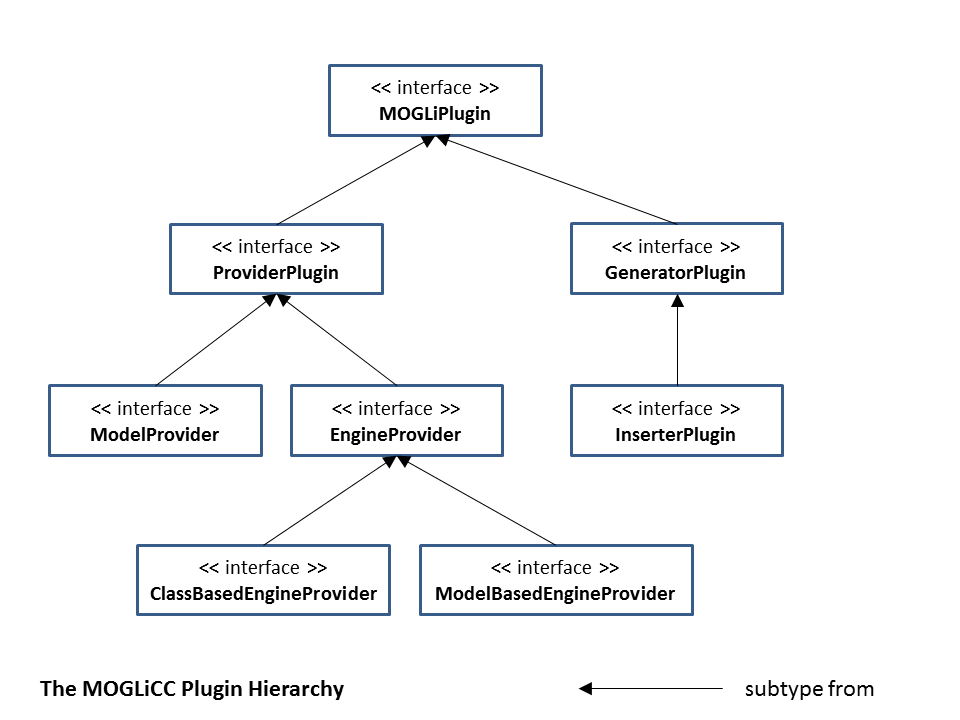 << interface >>
MOGLiPlugin
<< interface >>
ProviderPlugin
<< interface >>
GeneratorPlugin
<< interface >>
ModelProvider
<< interface >>
EngineProvider
<< interface >>
InserterPlugin
<< interface >>
ClassBasedEngineProvider
<< interface >>
ModelBasedEngineProvider
The MOGLiCC Plugin Hierarchy
subtype from